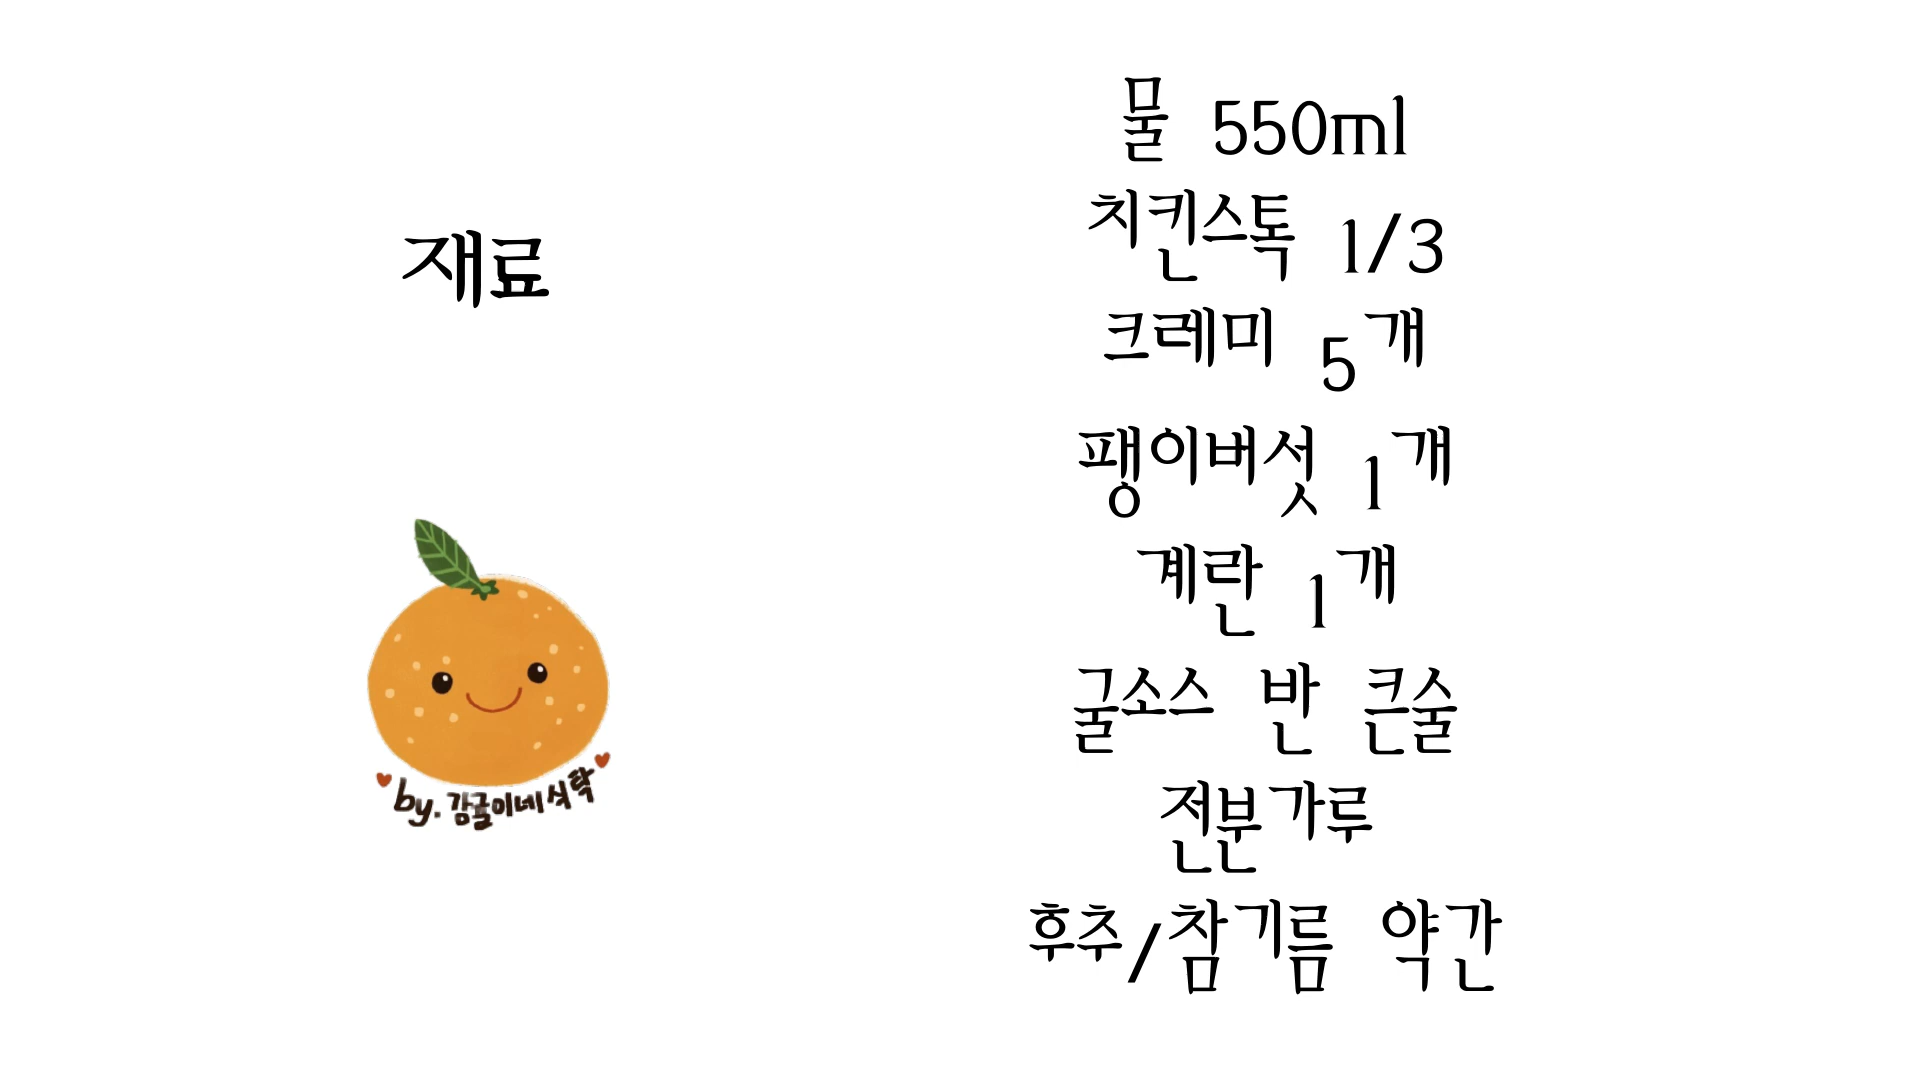 재료
물 550ml
치킨스톡 1/3
크레미 5개
팽이버섯 1개
계란 1개
굴소스 반 큰술
전분가루
후추/참기름 약간
by. 감귤이네식탁